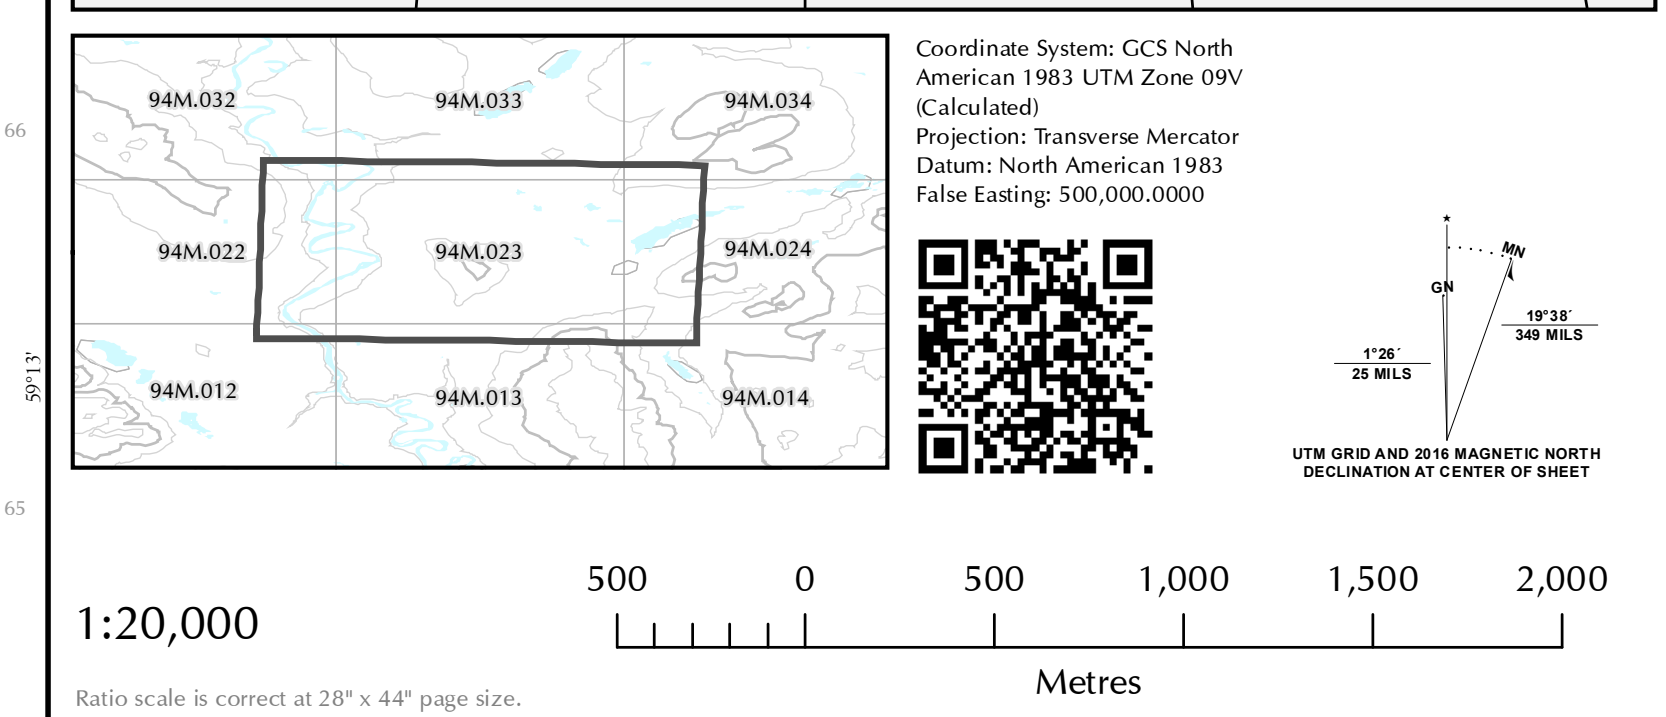 66
59°13'
65
94M.032
94M.033
94M.034
94M.022
94M.023
94M.024
94M.012
94M.013
94M.014
Coordinate System: GCS North
American 1983 UTM Zone 09V
(Calculated)
Projection: Transverse Mercator
Datum: North American 1983
False Easting: 500,000.0000
MN
GN
19°38´
349 MILS
1°26´
25 MILS
UTM GRID AND 2016 MAGNETIC NORTH
DECLINATION AT CENTER OF SHEET
500 0 500 1,000 1,500 2,000
1:20,000
Metres
Ratio scale is correct at 28" x 44" page size.